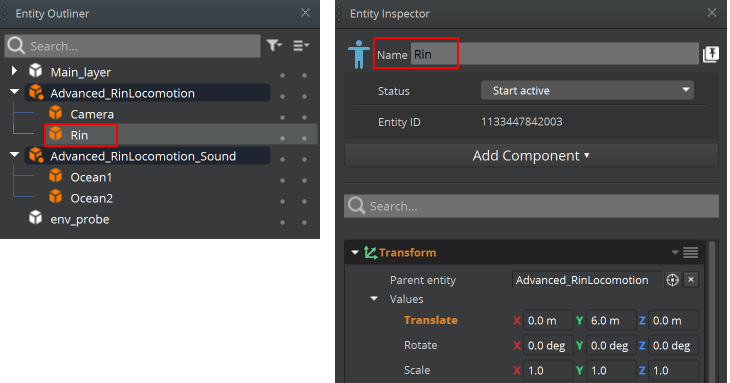 Entity Outliner
Search...
Main_layer
Advanced_RinLocomotion
Camera
Rin
Advanced_RinLocomotion_Sound
Ocean1
Ocean2
env_probe
Entity Inspector
Name Rin
Status Start active
Entity ID 1133447842003
Add Component
Search...
Transform
Parent entity Advanced_RinLocomotion
Values
Translate X 0.0 m Y 6.0 m Z 0.0 m
Rotate X 0.0 deg Y 0.0 deg Z 0.0 deg
Scale X 1.0 Y 1.0 Z 1.0